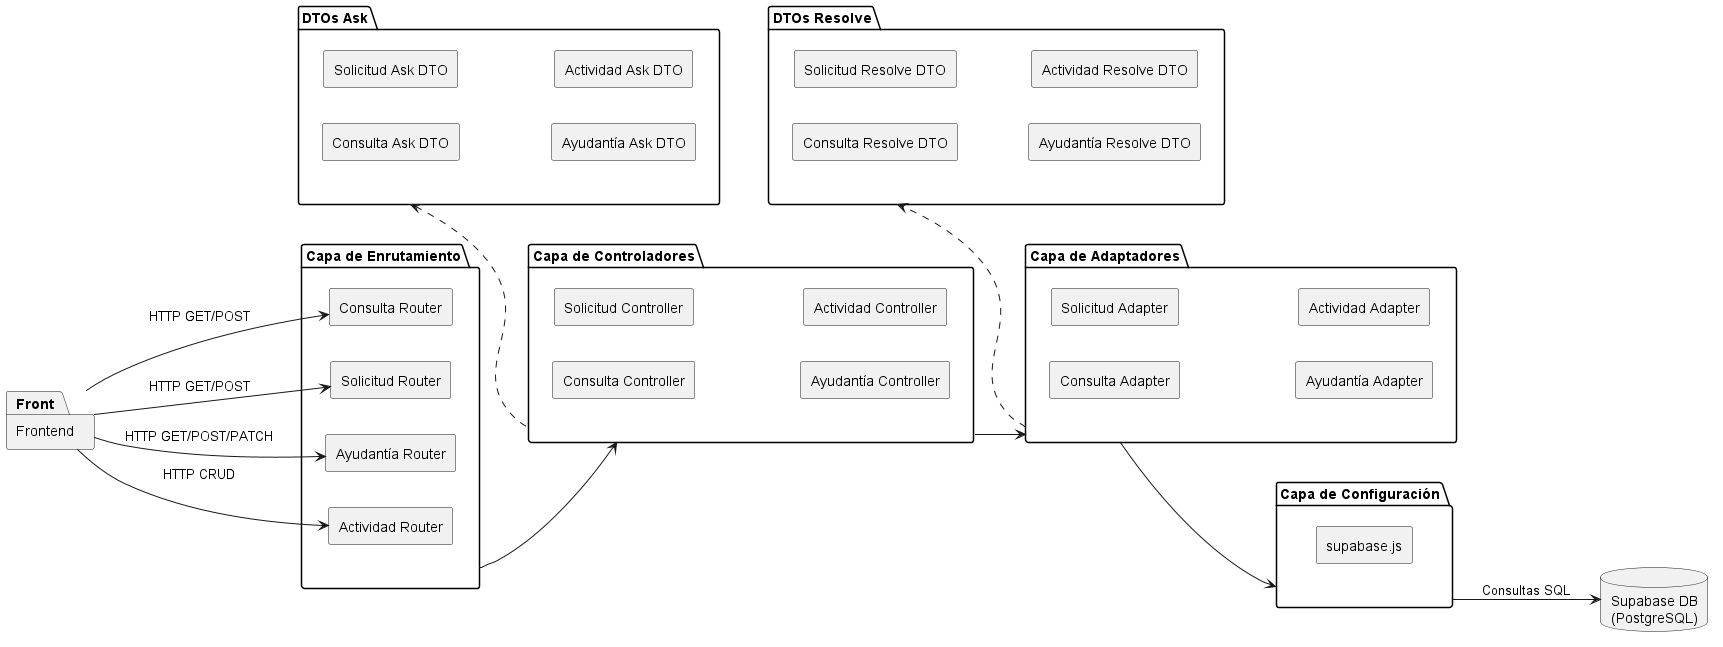 DTOs Ask
Solicitud Ask DTO
Actividad Ask DTO
Consulta Ask DTO
Ayudantía Ask DTO
DTOs Resolve
Solicitud Resolve DTO
Actividad Resolve DTO
Consulta Resolve DTO
Ayudantía Resolve DTO
Front
Frontend
HTTP GET/POST
HTTP GET/POST
HTTP GET/POST/PATCH
HTTP CRUD
Capa de Enrutamiento
Consulta Router
Solicitud Router
Ayudantía Router
Actividad Router
Capa de Controladores
Solicitud Controller
Actividad Controller
Consulta Controller
Ayudantía Controller
Capa de Adaptadores
Solicitud Adapter
Actividad Adapter
Consulta Adapter
Ayudantía Adapter
Capa de Configuración
supabase.js
Consultas SQL
Supabase DB
(PostgreSQL)